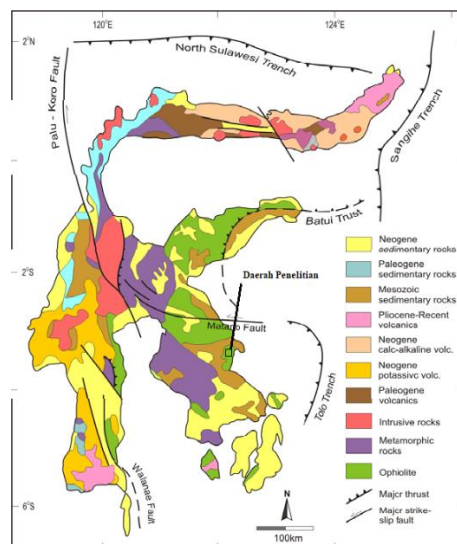 120°E
124°E
2°N
North Sulawesi Trench
Palu - Koro Fault
Sangihe Trench
Batui Trust
Neogene
sedimentary rocks
Paleogene
sedimentary rocks
2°S
Daerah Penelitian
Mesozoic
sedimentary rocks
Matano Fault
Pliocene-Recent
volcanics
Neogene
calc-alkaline volc.
Neogene
potassivc volc.
Tolo Trench
Paleogene
volcanics
Intrusive rocks
Metamorphic
rocks
Walanae Fault
Ophiolite
6°S
N
Majcr thrust
Majcr strike-
slip fault
100km